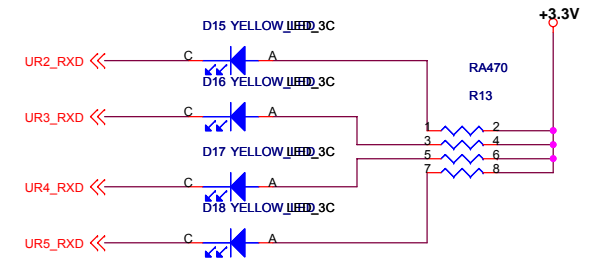 +3.3V
D15 YELLOW_LED_3C
C A
UR2_RXD
RA470
D16 YELLOW_LED_3C
R13
C A
UR3_RXD
1 2
3 4
D17 YELLOW_LED_3C
5 6
7 8
C A
UR4_RXD
D18 YELLOW_LED_3C
C A
UR5_RXD